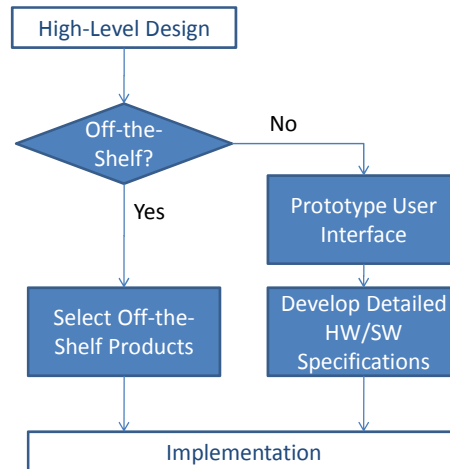 High-Level Design
Off-the-
Shelf?
No
Yes
Prototype User
Interface
Select Off-the-
Shelf Products
Develop Detailed
HW/SW
Specifications
Implementation